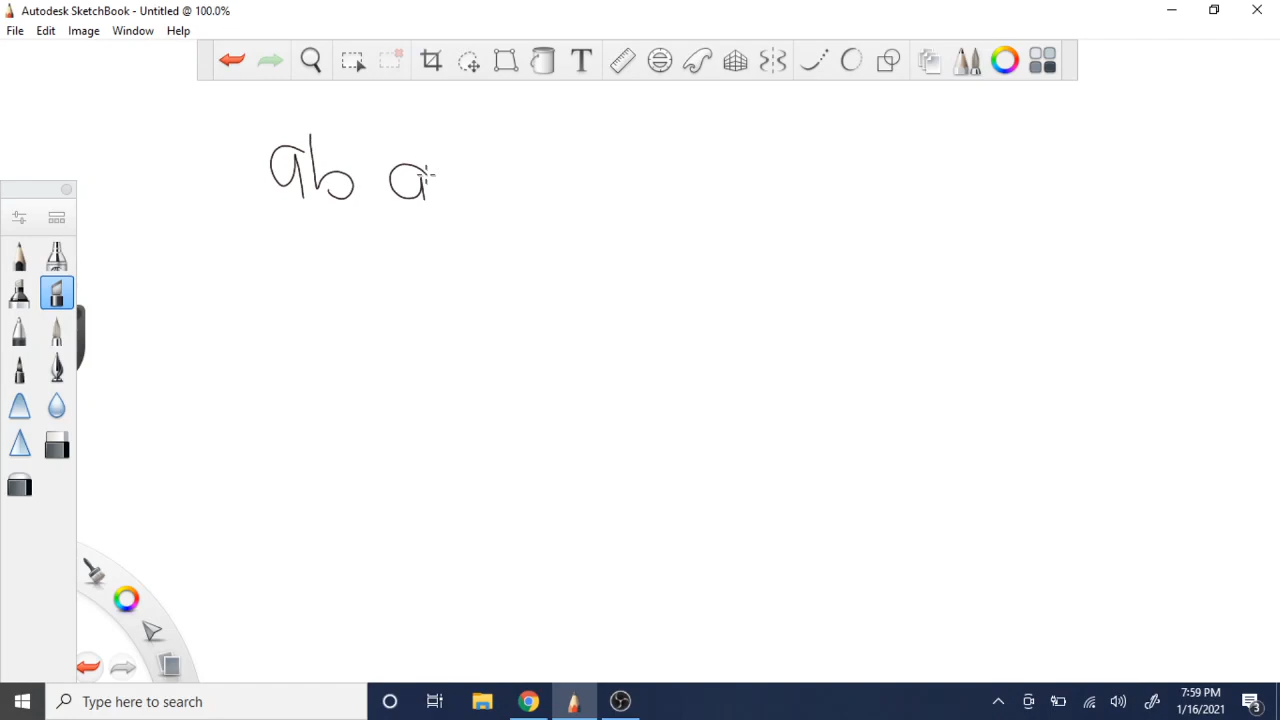 Autodesk SketchBook - Untitled @ 100.0%
File Edit Image Window Help
T
ab a
Type here to search
7:59 PM
1/16/2021
3